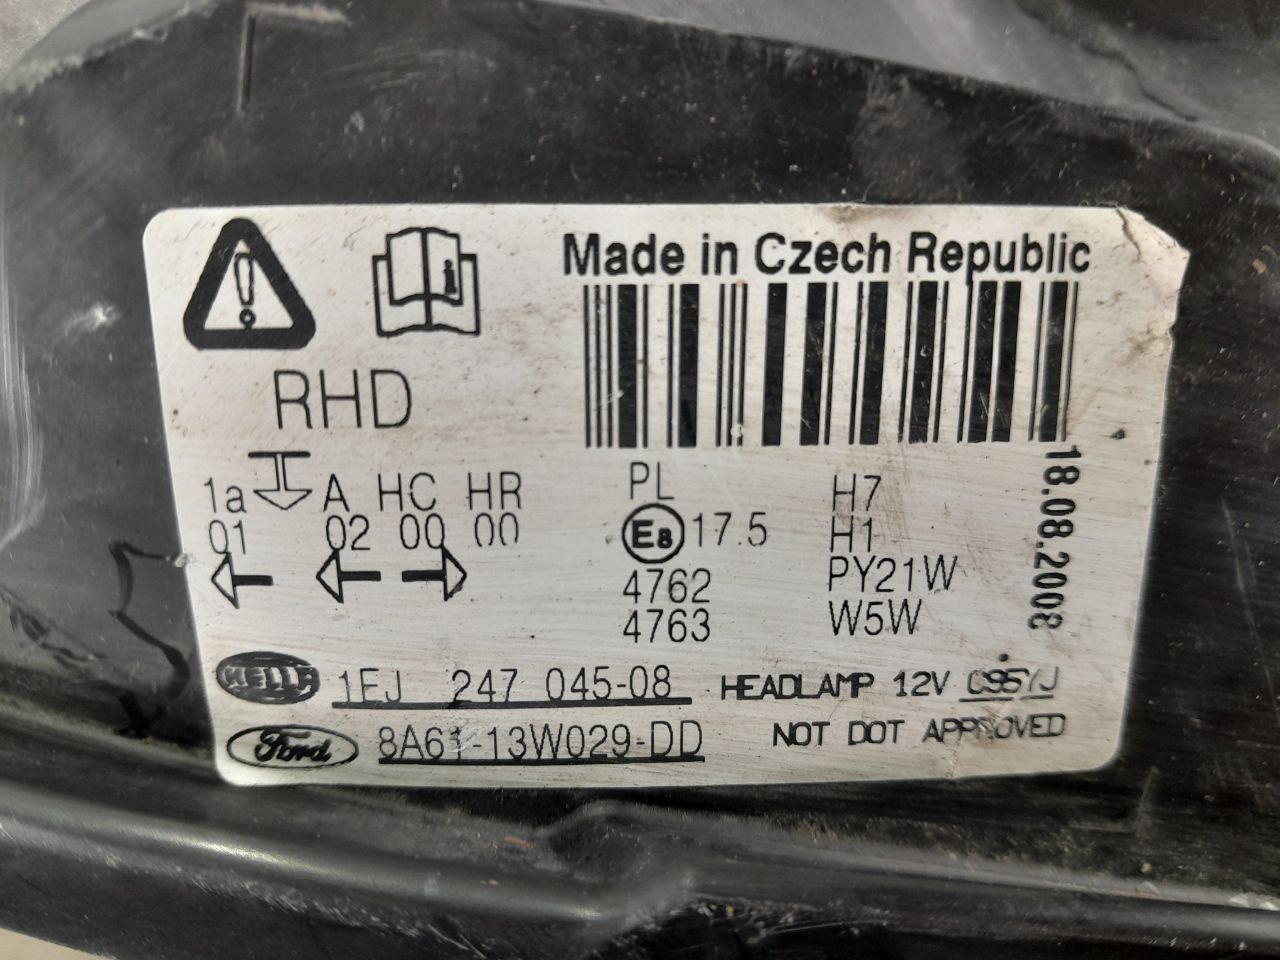 Made in Czech Republic
RHD
1a A HC HR
01 02 00 00
PL
E8 17.5
4762
4763
H7
H1
PY21W
W5W
18.08.2008
HELLA 1EJ 247 045-08 HEADLAMP 12V
Ford 8A61-13W029-DD NOT DOT APPROVED